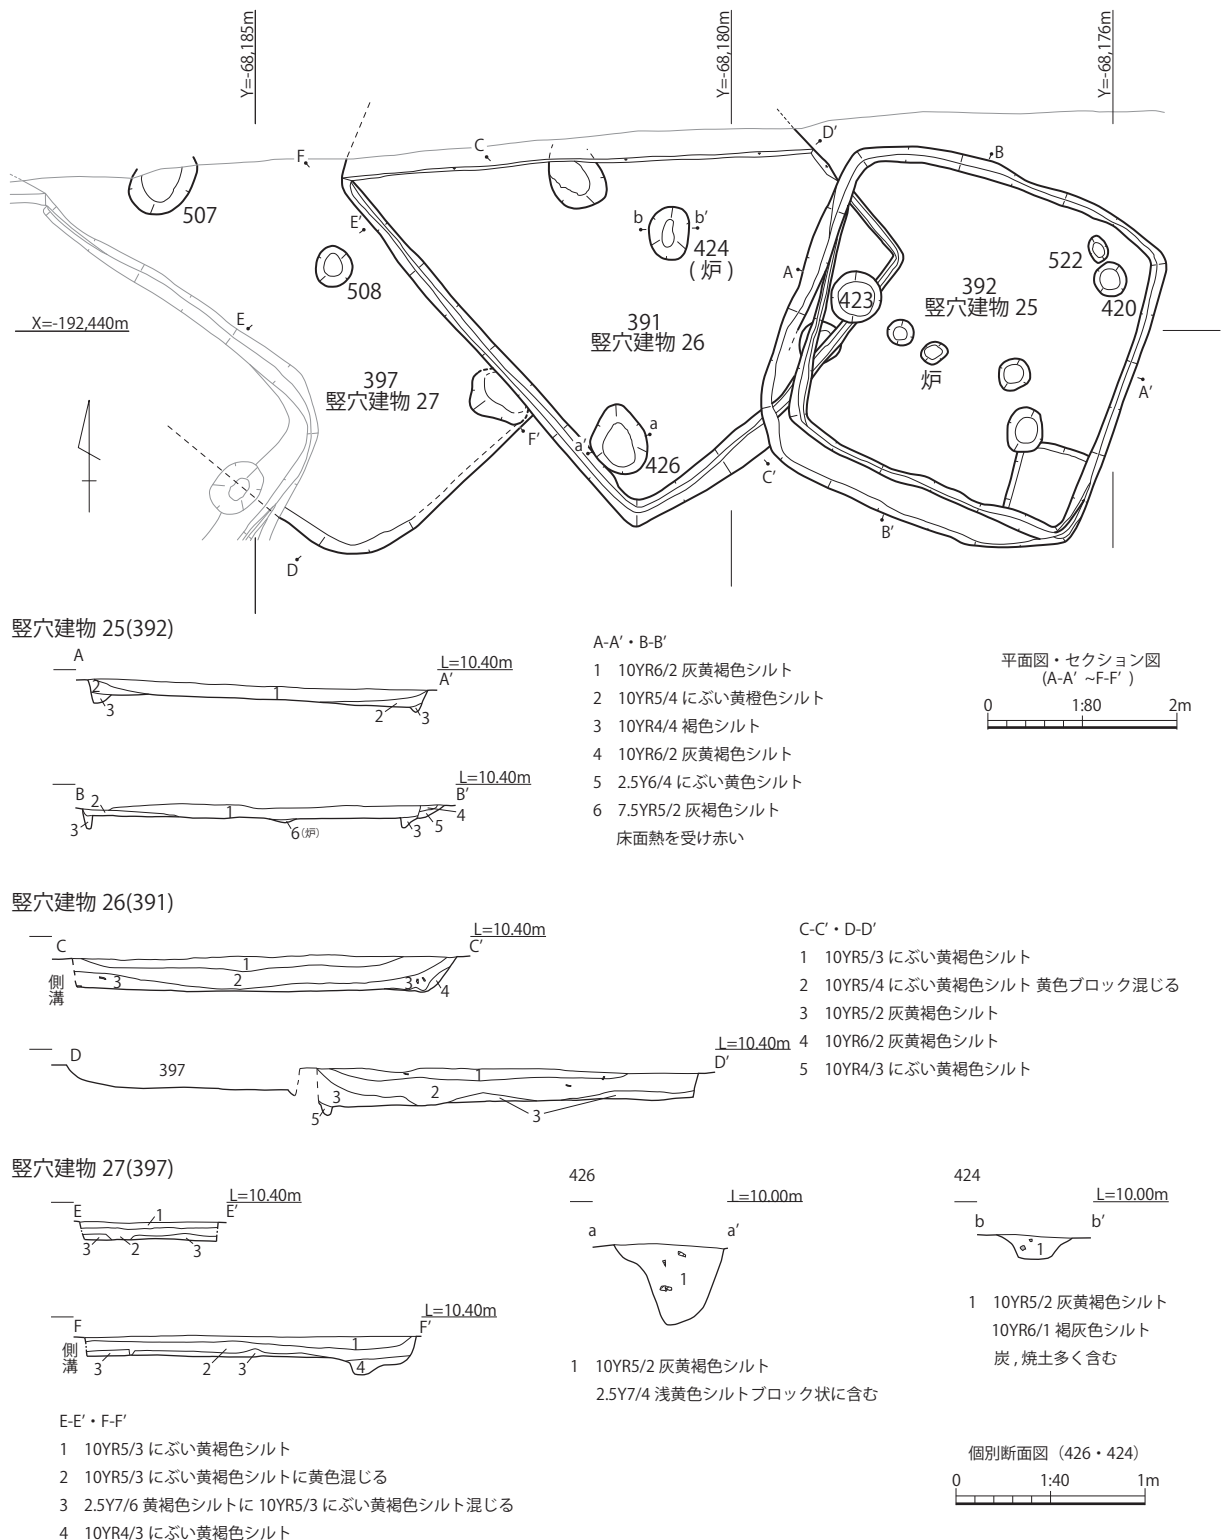 Y=-68,185m
Y=-68,180m
Y=-68,176m
F
C
D′
B
507
E′
b
b′
424
(炉)
522
508
A
423
392
竪穴建物 25
420
E
X=-192,440m
391
竪穴建物 26
炉
397
竪穴建物 27
A′
F′
a′
a
426
C′
B′
D
竪穴建物 25(392)
A
L=10.40m
A′
2
1
3
2
3
L=10.40m
B
B′
2
1
4
3
6(炉)
3
5
A-A′・B-B′
1 10YR6/2 灰黄褐色シルト
2 10YR5/4 にぶい黄橙色シルト
3 10YR4/4 褐色シルト
4 10YR6/2 灰黄褐色シルト
5 2.5Y6/4 にぶい黄色シルト
6 7.5YR5/2 灰褐色シルト
床面熱を受け赤い
平面図・セクション図
(A-A′ ~F-F′ )
0 1:80 2m
竪穴建物 26(391)
L=10.40m
C
C′
側溝
1
3
2
3
4
L=10.40m
D
D′
397
1
3
2
5
3
C-C′・D-D′
1 10YR5/3 にぶい黄褐色シルト
2 10YR5/4 にぶい黄褐色シルト 黄色ブロック混じる
3 10YR5/2 灰黄褐色シルト
4 10YR6/2 灰黄褐色シルト
5 10YR4/3 にぶい黄褐色シルト
竪穴建物 27(397)
L=10.40m
E
E′
1
3
2
3
L=10.40m
F
F′
側溝
1
3
2
3
4
E-E′・F-F′
1 10YR5/3 にぶい黄褐色シルト
2 10YR5/3 にぶい黄褐色シルトに黄色混じる
3 2.5Y7/6 黄褐色シルトに 10YR5/3 にぶい黄褐色シルト混じる
4 10YR4/3 にぶい黄褐色シルト
426
L=10.00m
a
a′
1
1 10YR5/2 灰黄褐色シルト
2.5Y7/4 浅黄色シルトブロック状に含む
424
L=10.00m
b
b′
1
1 10YR5/2 灰黄褐色シルト
10YR6/1 褐灰色シルト
炭 , 焼土多く含む
個別断面図（426・424）
0 1:40 1m